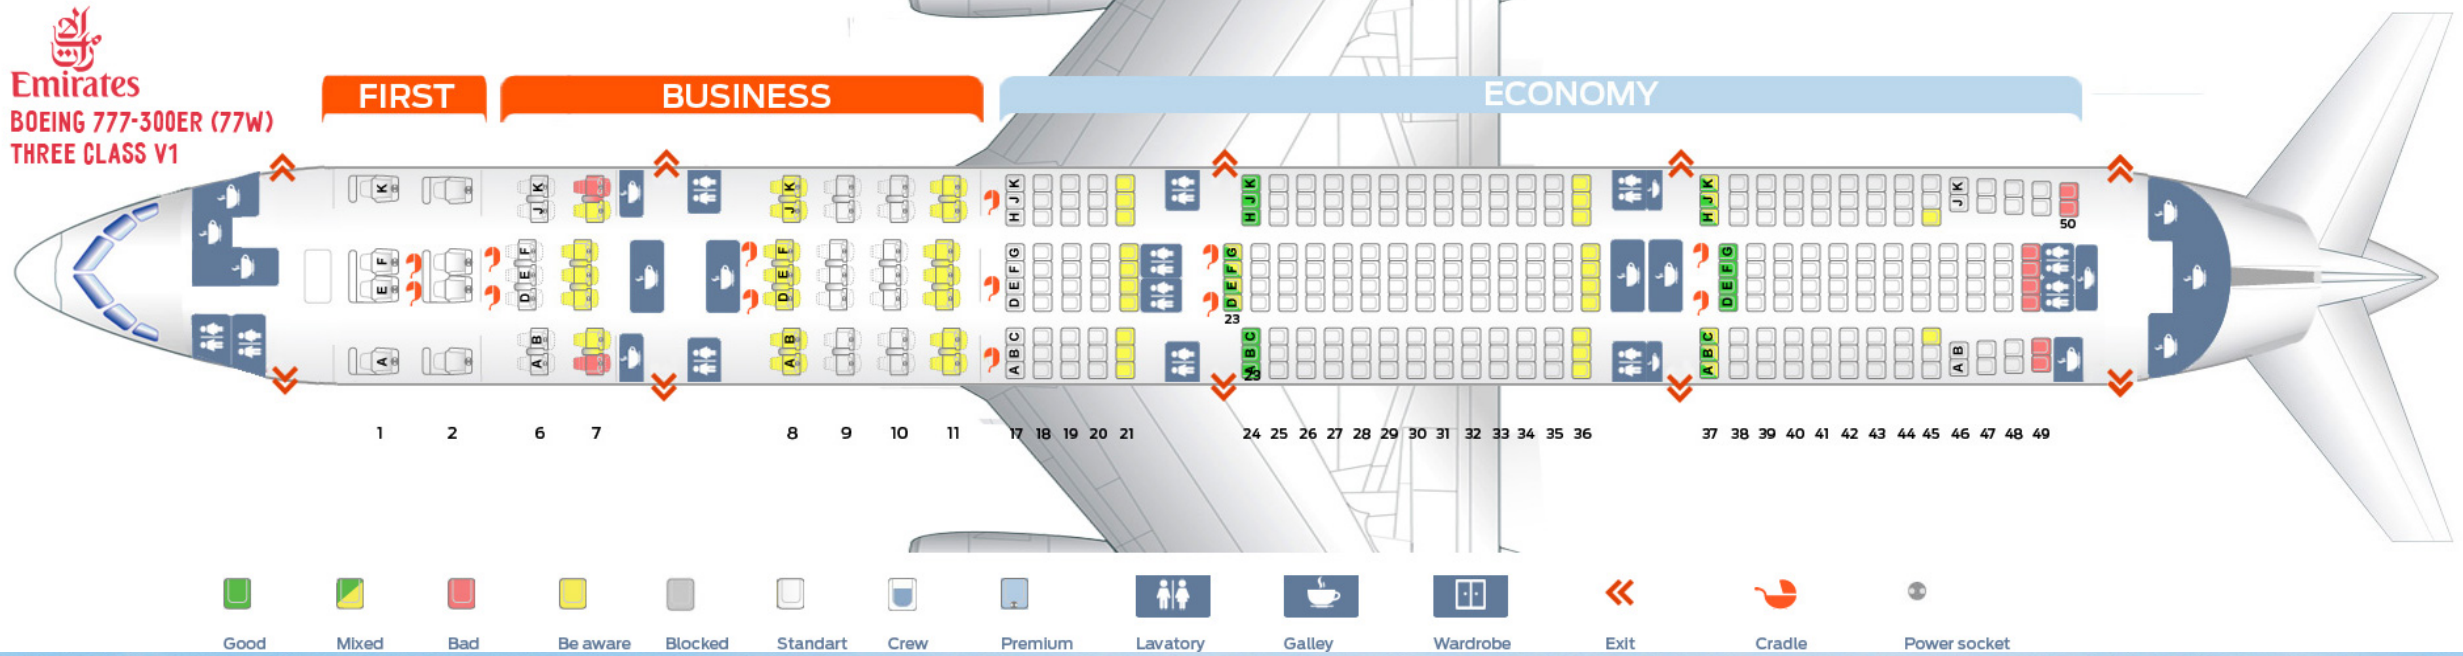 Emirates
BOEING 777-300ER (77W)
THREE CLASS V1
FIRST
BUSINESS
ECONOMY
K
K
J
K
J
H J K
H J K
H J K
J K
50
E F
D E F
D E F
D E F G
D E F G
D E F G
23
A
A B
A B
A B C
A B C
23
A B C
A B
1 2 6 7 8 9 10 11 17 18 19 20 21 24 25 26 27 28 29 30 31 32 33 34 35 36 37 38 39 40 41 42 43 44 45 46 47 48 49
Good Mixed Bad Be aware Blocked Standart Crew Premium Lavatory Galley Wardrobe Exit Cradle Power socket